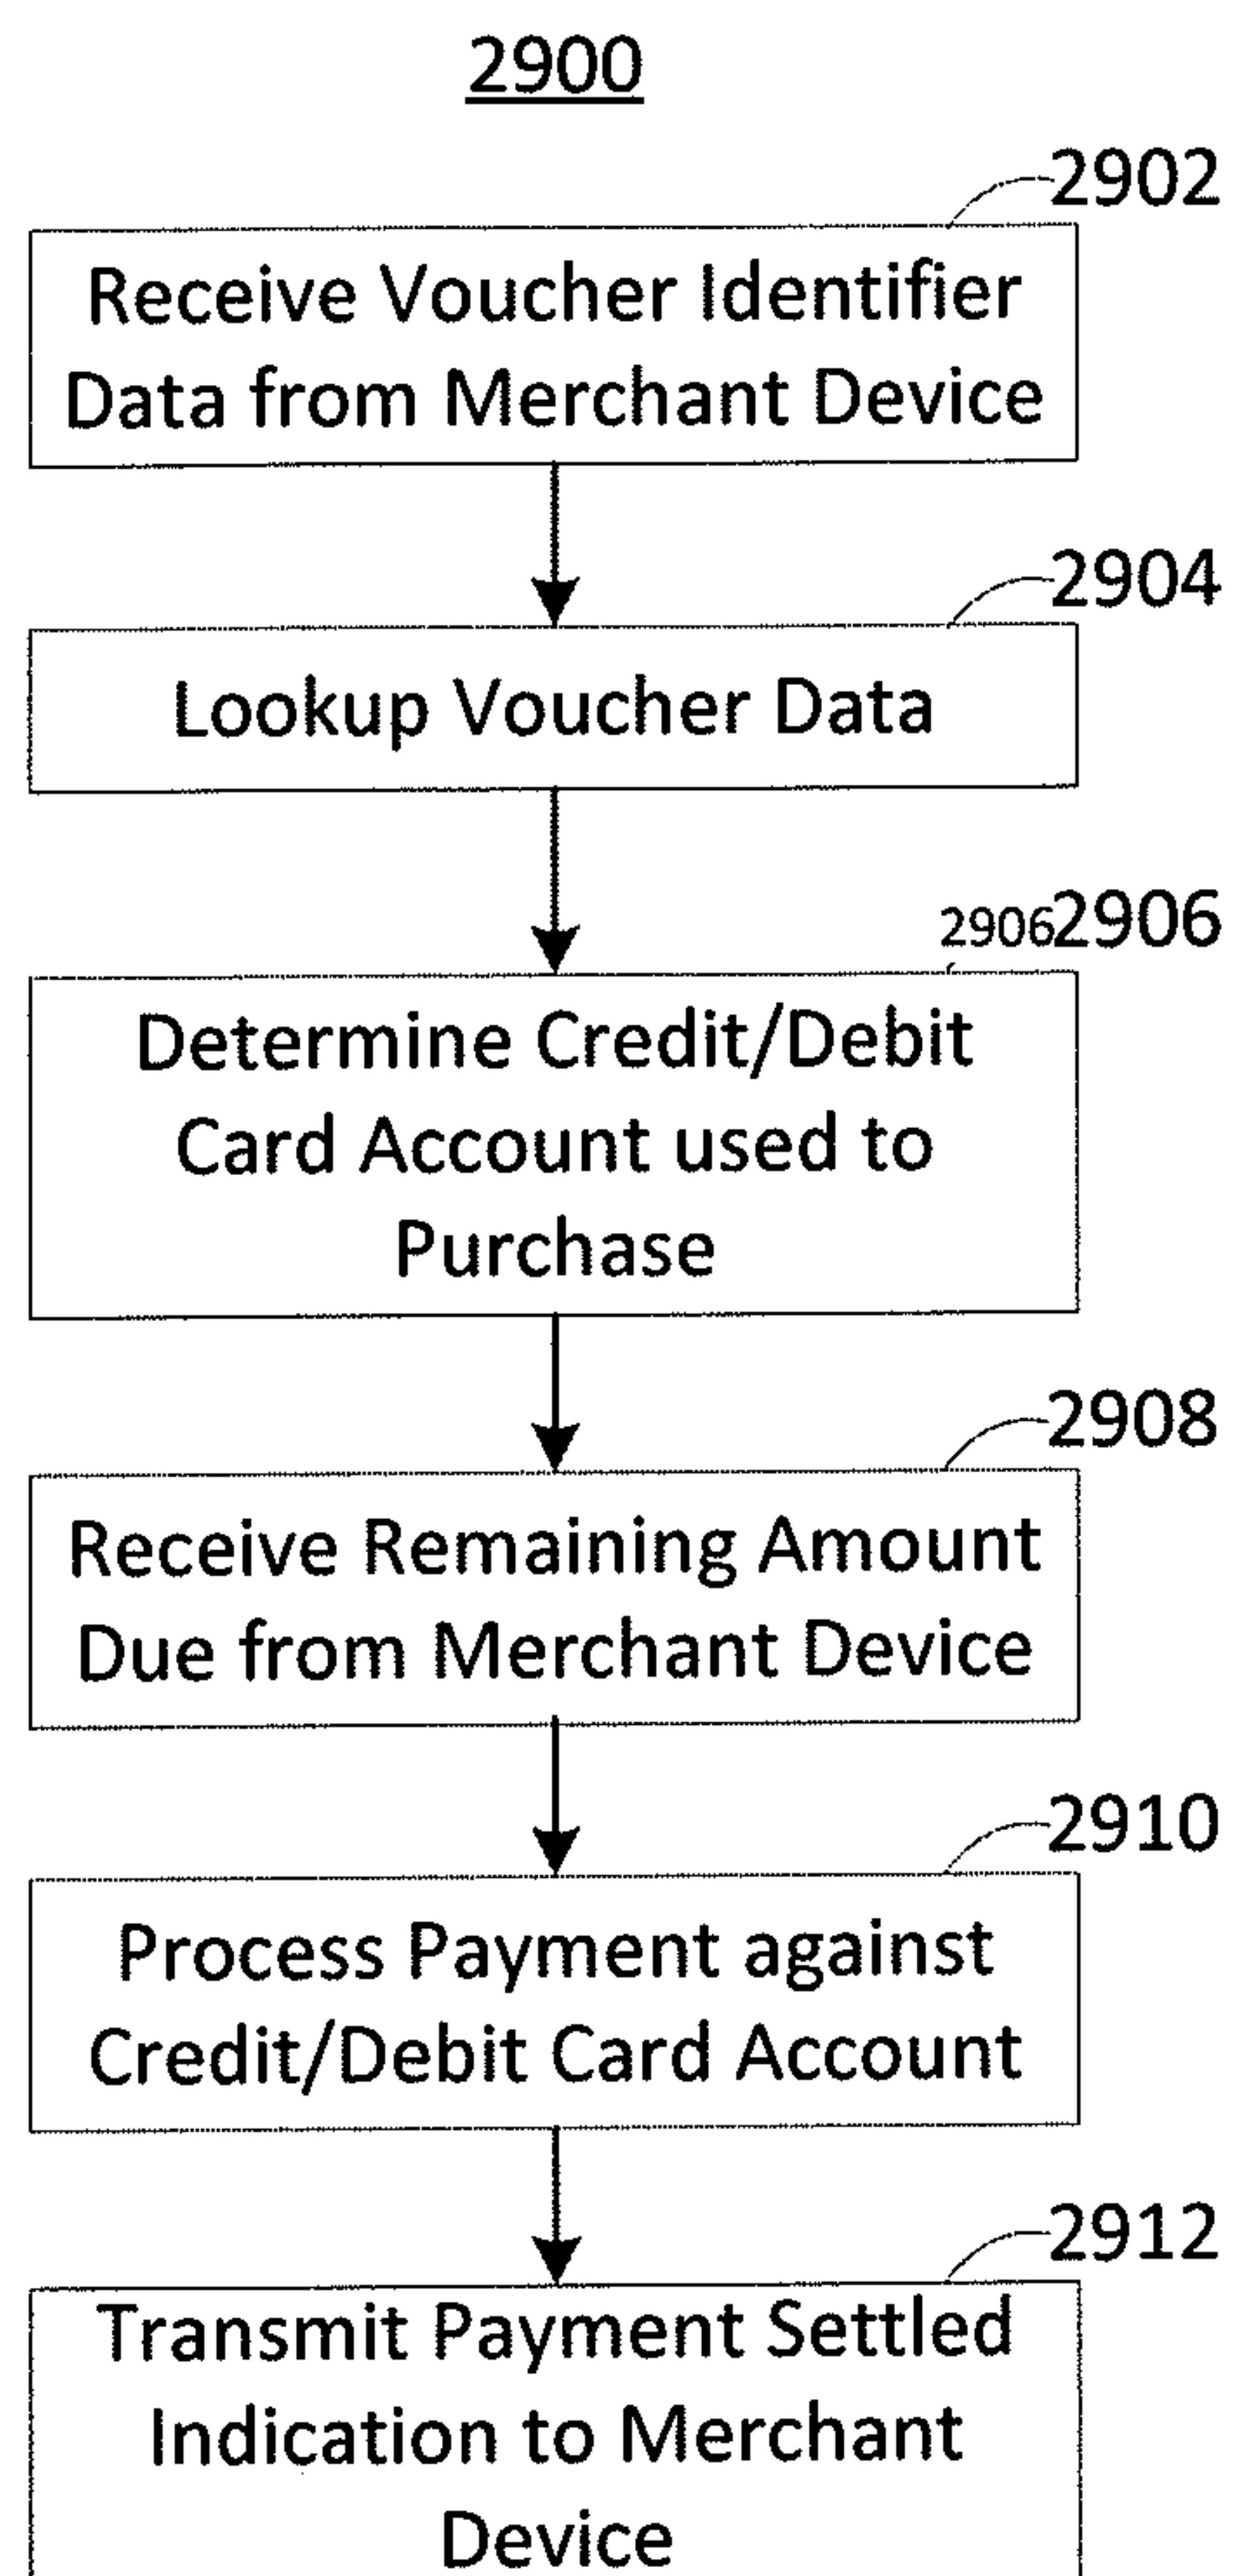 2900
2902
Receive Voucher Identifier
Data from Merchant Device
2904
Lookup Voucher Data
2906 2906
Determine Credit/Debit
Card Account used to
Purchase
2908
Receive Remaining Amount
Due from Merchant Device
2910
Process Payment against
Credit/Debit Card Account
2912
Transmit Payment Settled
Indication to Merchant
Device